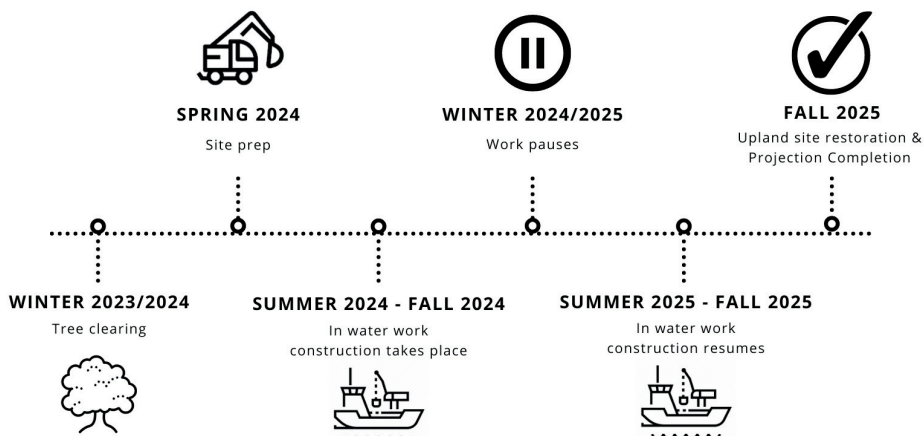 SPRING 2024
Site prep
WINTER 2024/2025
Work pauses
FALL 2025
Upland site restoration &
Projection Completion
WINTER 2023/2024
Tree clearing
SUMMER 2024 - FALL 2024
In water work
construction takes place
SUMMER 2025 - FALL 2025
In water work
construction resumes